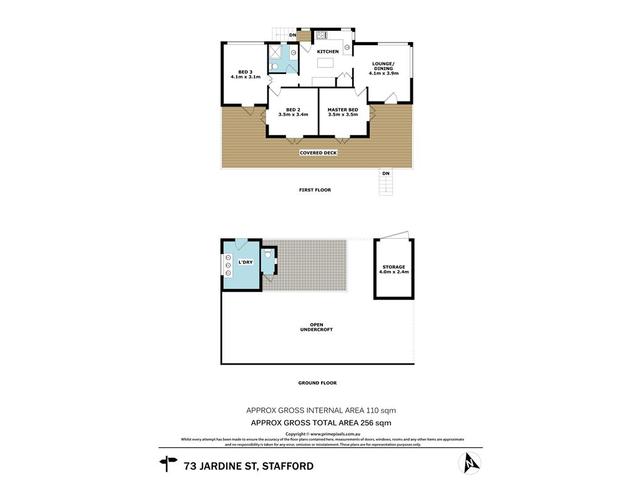 DN
KITCHEN
BED 3
4.1m x 3.1m
LOUNGE/
DINING
4.1m x 3.9m
BED 2
3.5m x 3.4m
MASTER BED
3.5m x 3.5m
COVERED DECK
DN
FIRST FLOOR
L'DRY
STORAGE
4.0m x 2.4m
OPEN
UNDERCROFT
GROUND FLOOR
APPROX GROSS INTERNAL AREA 110 sqm
APPROX GROSS TOTAL AREA 256 sqm
Copyright © www.primepixels.com.au
Whilst every attempt has been made to ensure the accuracy of the floor plans contained here, measurements of doors, windows, rooms and any other items are approximate
and no responsibility is taken for any error, omission or misstatement. These plans are for representation purposes only.
73 JARDINE ST, STAFFORD
N